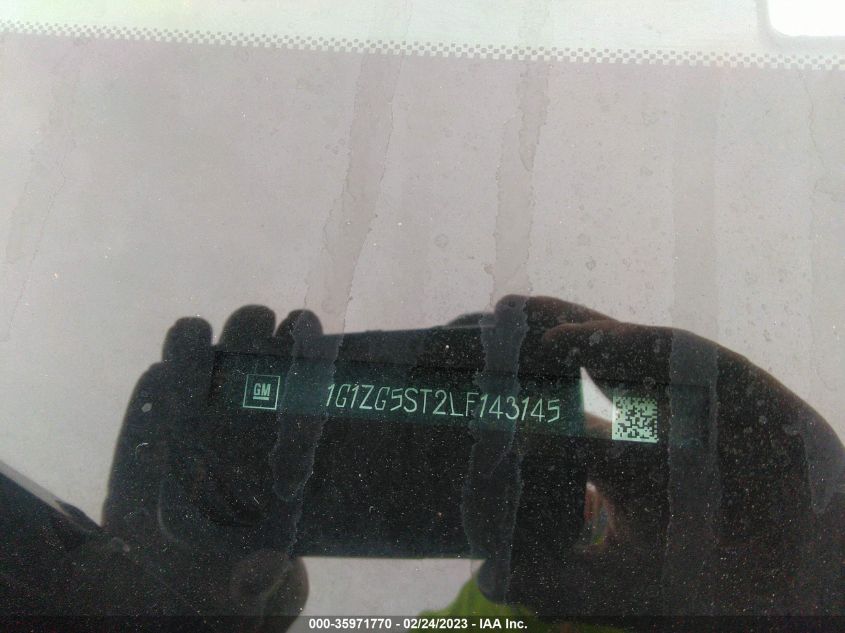 GM 1G1ZG5ST2LF143145
000-35971770 - 02/24/2023 - IAA Inc.